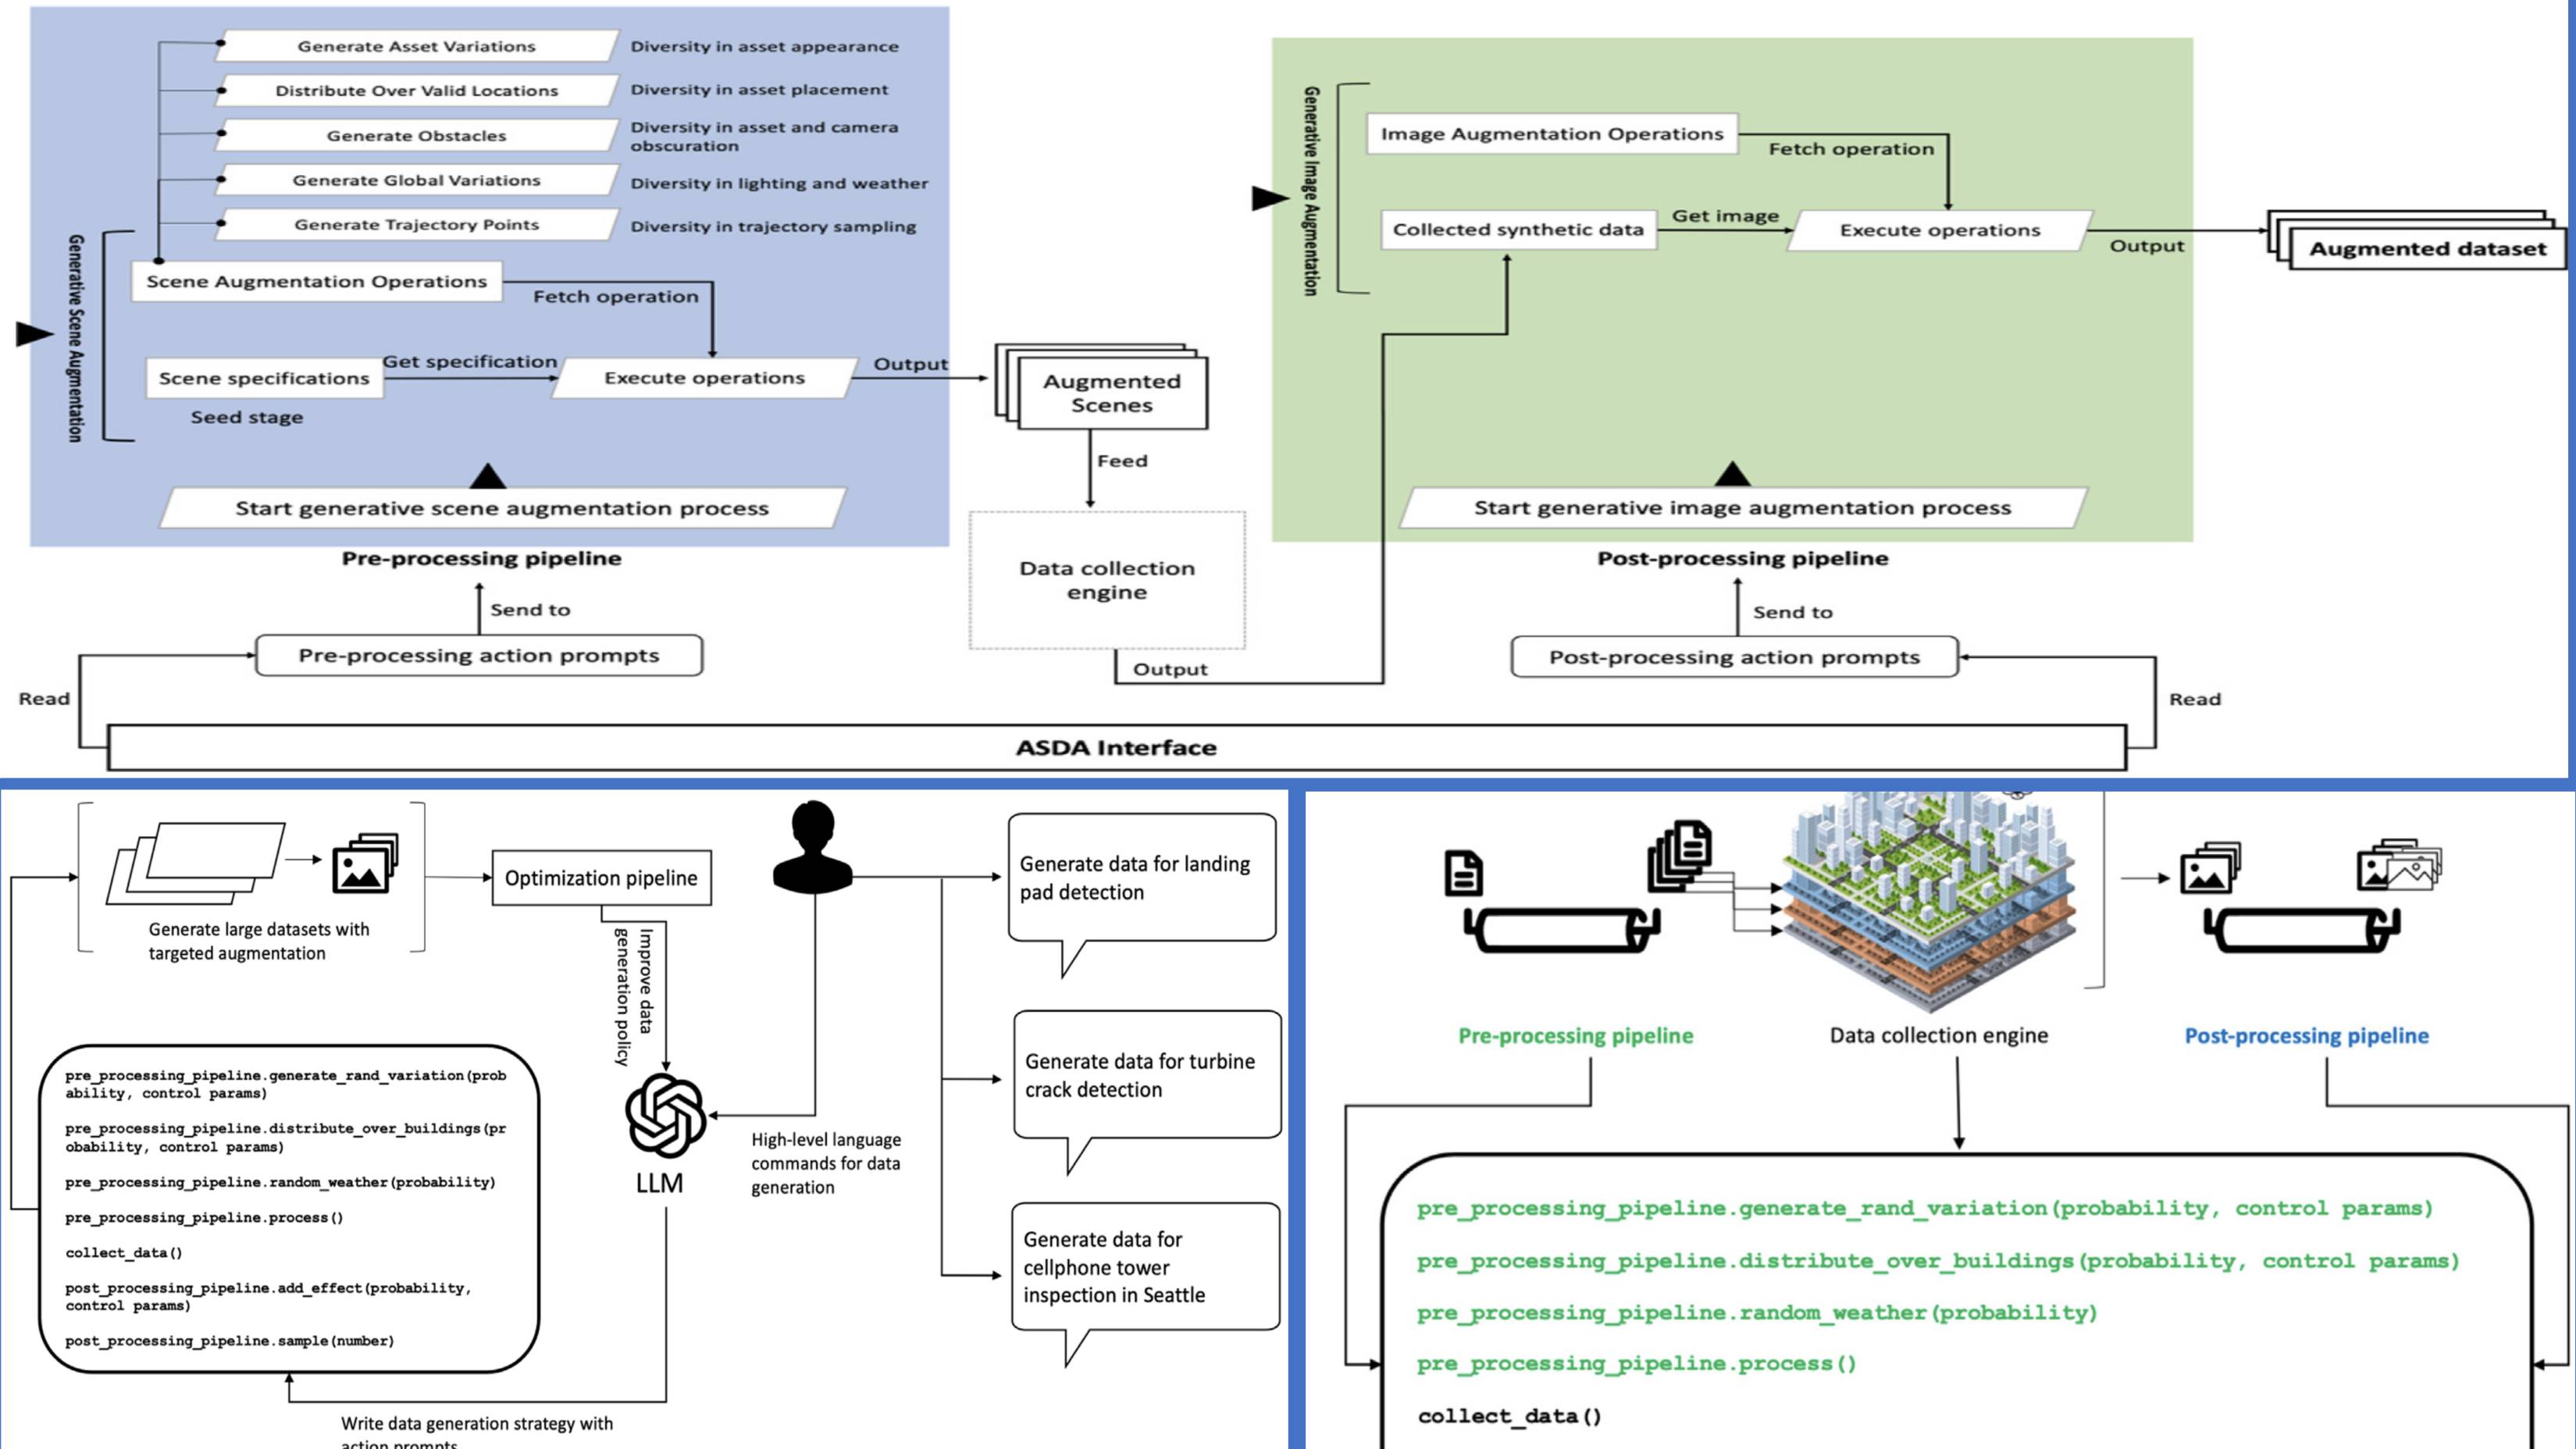 Generate Asset Variations
Diversity in asset appearance
Distribute Over Valid Locations
Diversity in asset placement
Generate Obstacles
Diversity in asset and camera
obscuration
Generate Global Variations
Diversity in lighting and weather
Generate Trajectory Points
Diversity in trajectory sampling
Generative Scene Augmentation
Scene Augmentation Operations
Fetch operation
Scene specifications
Get specification
Execute operations
Output
Seed stage
Start generative scene augmentation process
Pre-processing pipeline
Send to
Pre-processing action prompts
Read
Augmented
Scenes
Feed
Data collection
engine
Output
Generative Image Augmentation
Image Augmentation Operations
Fetch operation
Collected synthetic data
Get image
Execute operations
Output
Augmented dataset
Start generative image augmentation process
Post-processing pipeline
Send to
Post-processing action prompts
Read
ASDA Interface
Generate large datasets with
targeted augmentation
Optimization pipeline
Improve data
generation policy
LLM
High-level language
commands for data
generation
Generate data for landing
pad detection
Generate data for turbine
crack detection
Generate data for
cellphone tower
inspection in Seattle
pre_processing_pipeline.generate_rand_variation(prob
ability, control params)
pre_processing_pipeline.distribute_over_buildings(pr
obability, control params)
pre_processing_pipeline.random_weather(probability)
pre_processing_pipeline.process()
collect_data()
post_processing_pipeline.add_effect(probability,
control params)
post_processing_pipeline.sample(number)
Write data generation strategy with
action prompts
Pre-processing pipeline
Data collection engine
Post-processing pipeline
pre_processing_pipeline.generate_rand_variation(probability, control params)
pre_processing_pipeline.distribute_over_buildings(probability, control params)
pre_processing_pipeline.random_weather(probability)
pre_processing_pipeline.process()
collect_data()